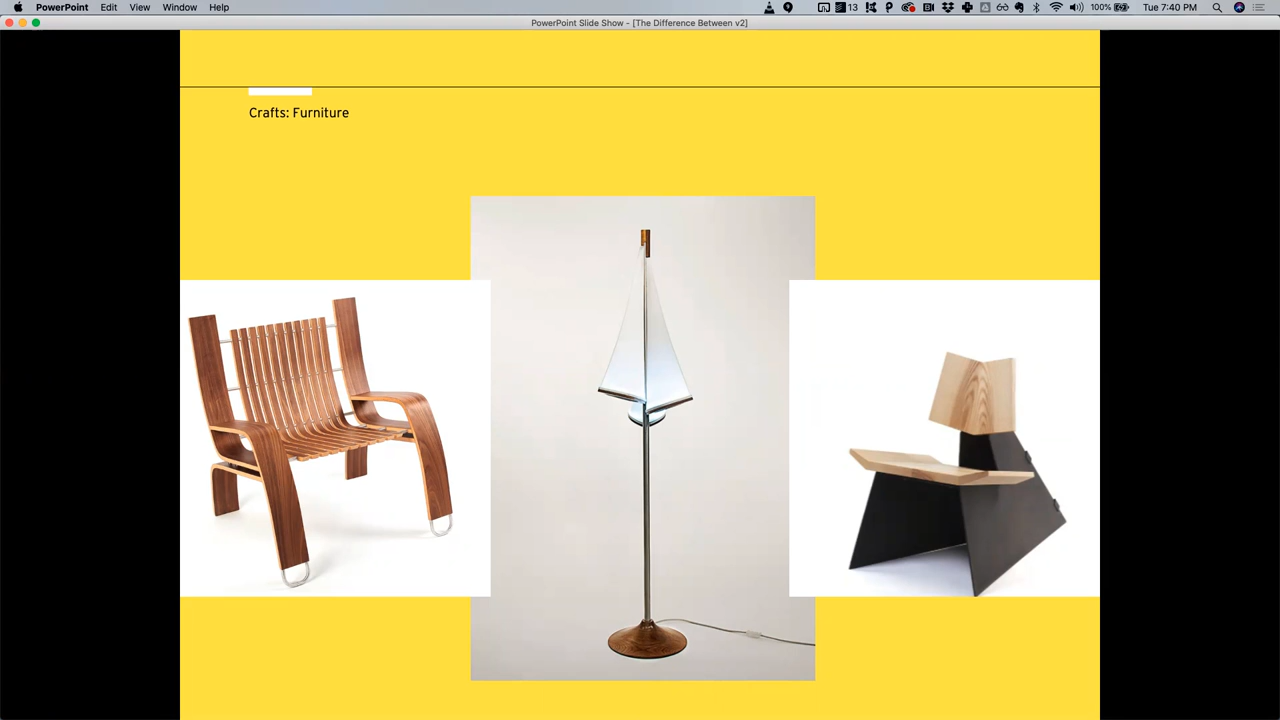 PowerPoint Edit View Window Help 13 100% Tue 7:40 PM
PowerPoint Slide Show - [The Difference Between v2]
Crafts: Furniture